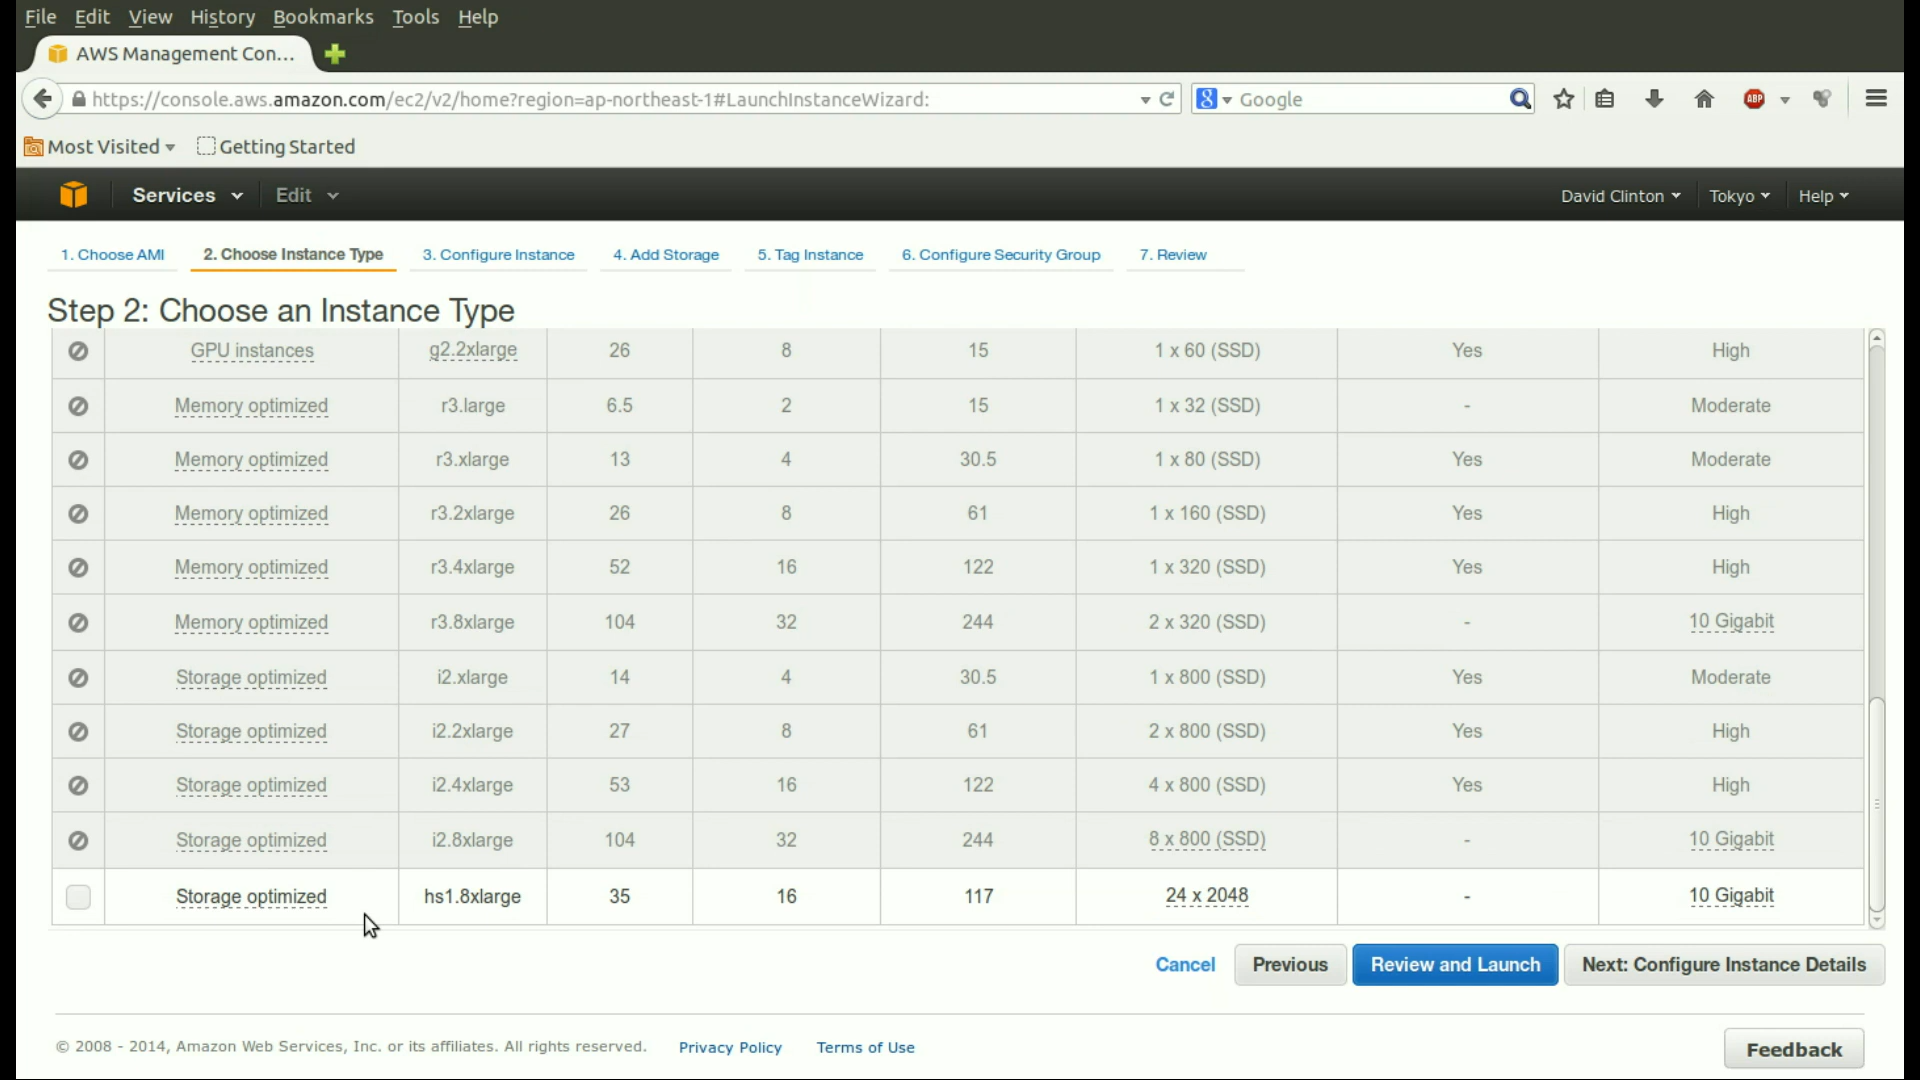 File Edit View History Bookmarks Tools Help
AWS Management Con...
https://console.aws.amazon.com/ec2/v2/home?region=ap-northeast-1#LaunchInstanceWizard:
8 Google
ABP
Most Visited Getting Started
Services Edit David Clinton Tokyo Help
1. Choose AMI 2. Choose Instance Type 3. Configure Instance 4. Add Storage 5. Tag Instance 6. Configure Security Group 7. Review
Step 2: Choose an Instance Type
GPU instances g2.2xlarge 26 8 15 1 x 60 (SSD) Yes High
Memory optimized r3.large 6.5 2 15 1 x 32 (SSD) - Moderate
Memory optimized r3.xlarge 13 4 30.5 1 x 80 (SSD) Yes Moderate
Memory optimized r3.2xlarge 26 8 61 1 x 160 (SSD) Yes High
Memory optimized r3.4xlarge 52 16 122 1 x 320 (SSD) Yes High
Memory optimized r3.8xlarge 104 32 244 2 x 320 (SSD) - 10 Gigabit
Storage optimized i2.xlarge 14 4 30.5 1 x 800 (SSD) Yes Moderate
Storage optimized i2.2xlarge 27 8 61 2 x 800 (SSD) Yes High
Storage optimized i2.4xlarge 53 16 122 4 x 800 (SSD) Yes High
Storage optimized i2.8xlarge 104 32 244 8 x 800 (SSD) - 10 Gigabit
Storage optimized hs1.8xlarge 35 16 117 24 x 2048 - 10 Gigabit
Cancel Previous Review and Launch Next: Configure Instance Details
© 2008 - 2014, Amazon Web Services, Inc. or its affiliates. All rights reserved. Privacy Policy Terms of Use
Feedback